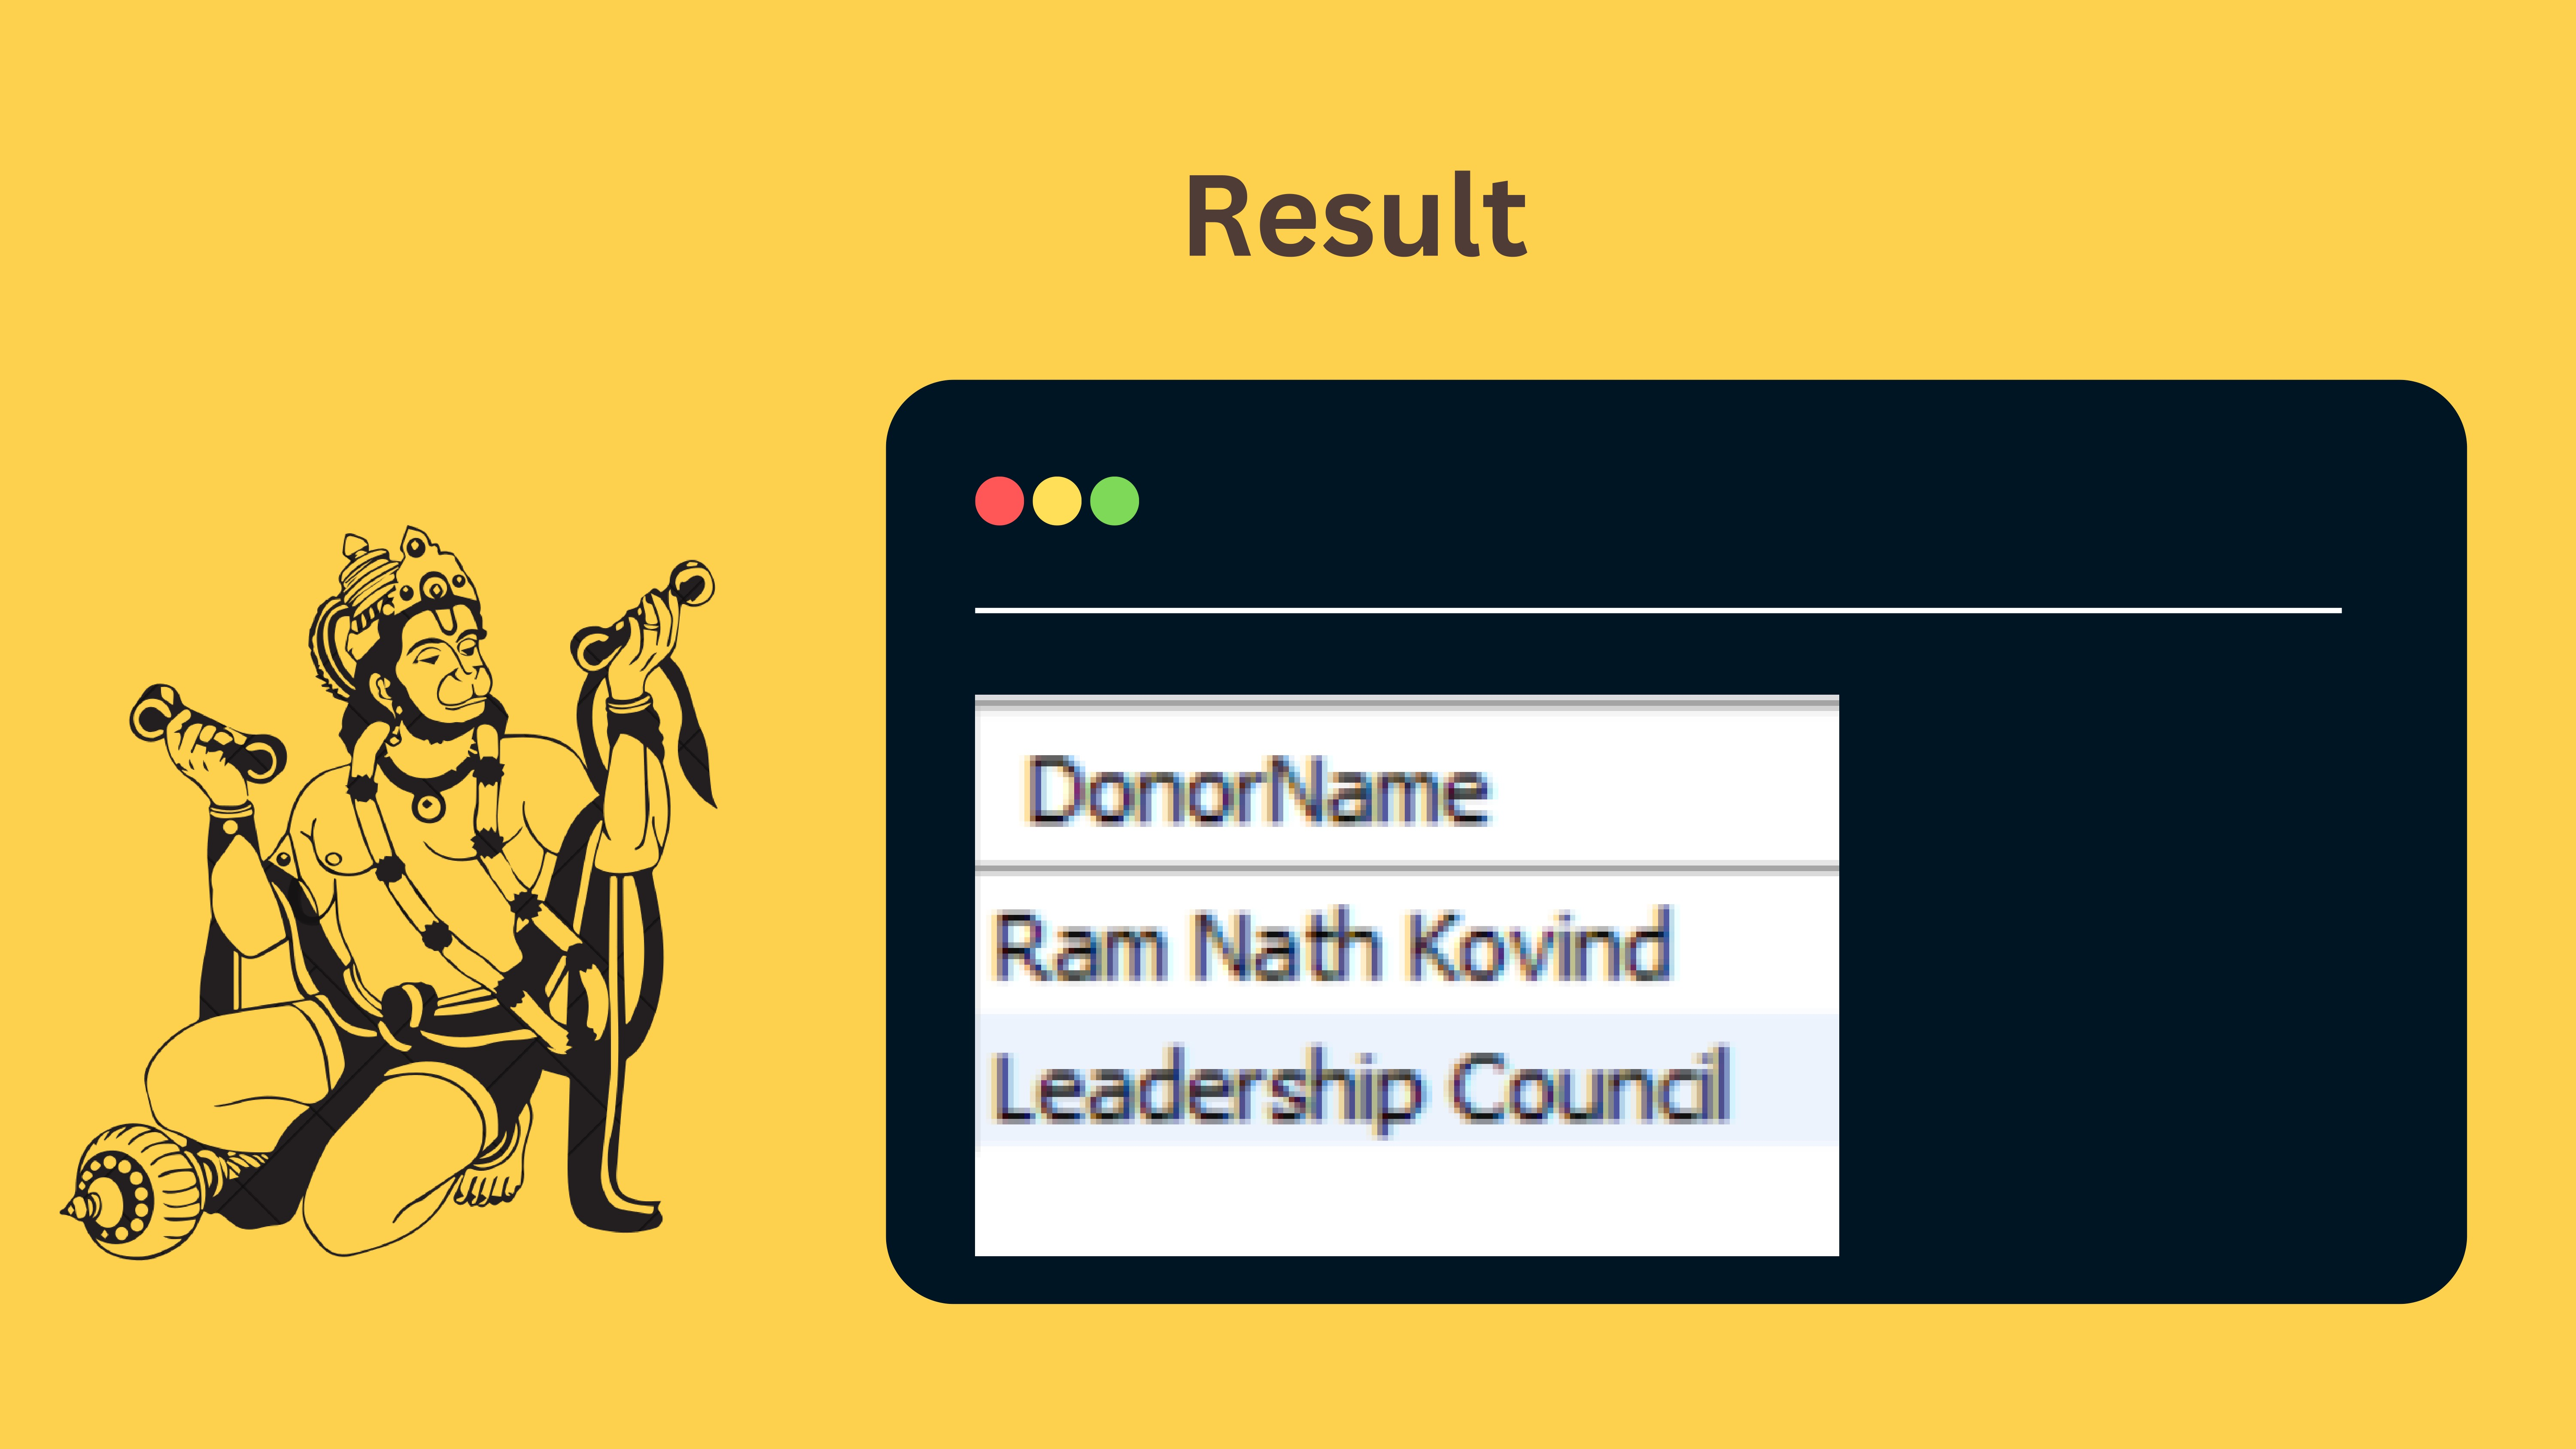 Result
DonorName
Ram Nath Kovind
Leadership Council